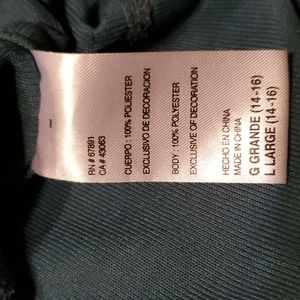 RN # 67891
CA # 43063
CUERPO : 100% POLIESTER
EXCLUSIVO DE DECORACION
BODY: 100% POLYESTER
EXCLUSIVE OF DECORATION
HECHO EN CHINA
MADE IN CHINA
G GRANDE (14-16)
L LARGE (14-16)